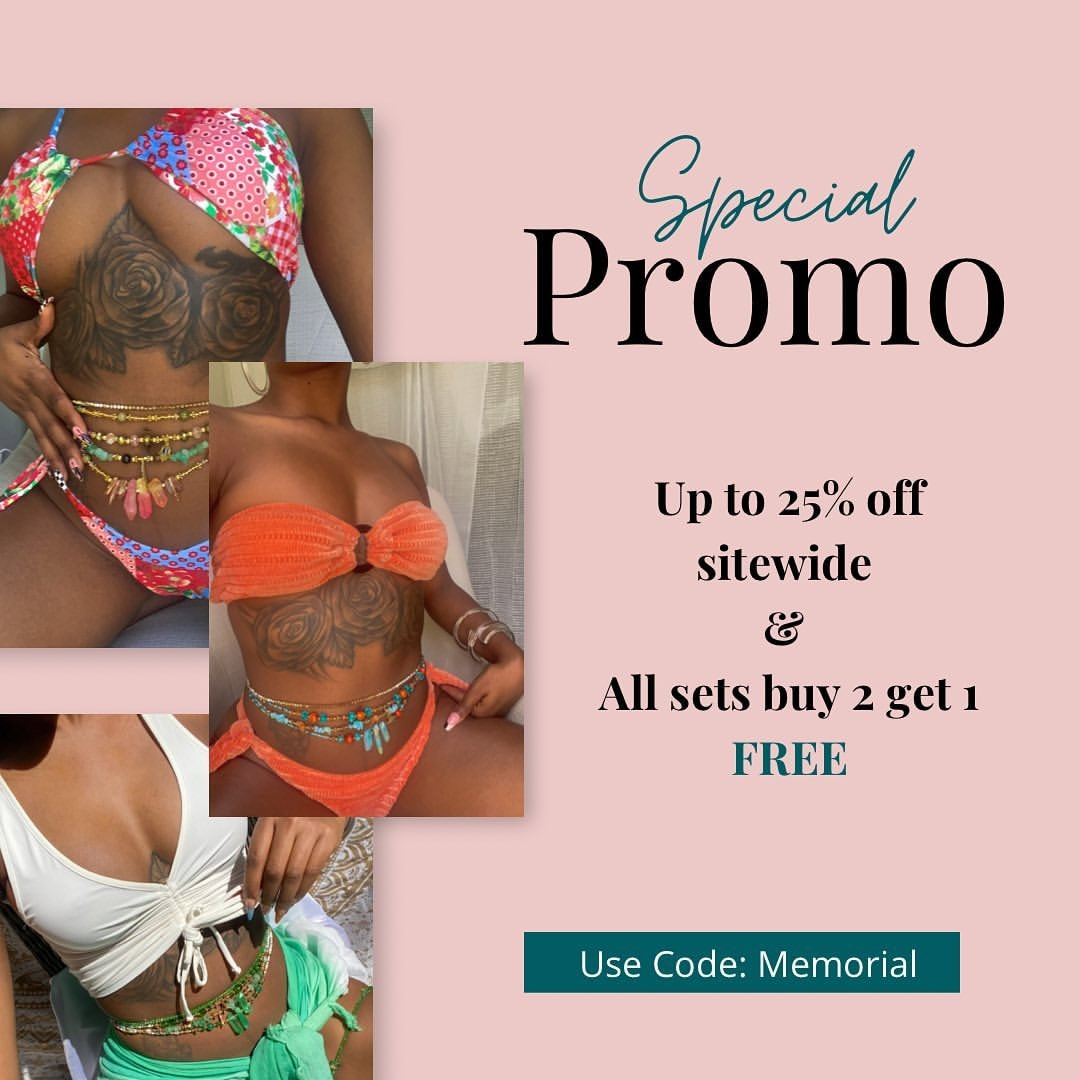 Special
Promo
Up to 25% off
sitewide
&
All sets buy 2 get 1
FREE
Use Code: Memorial